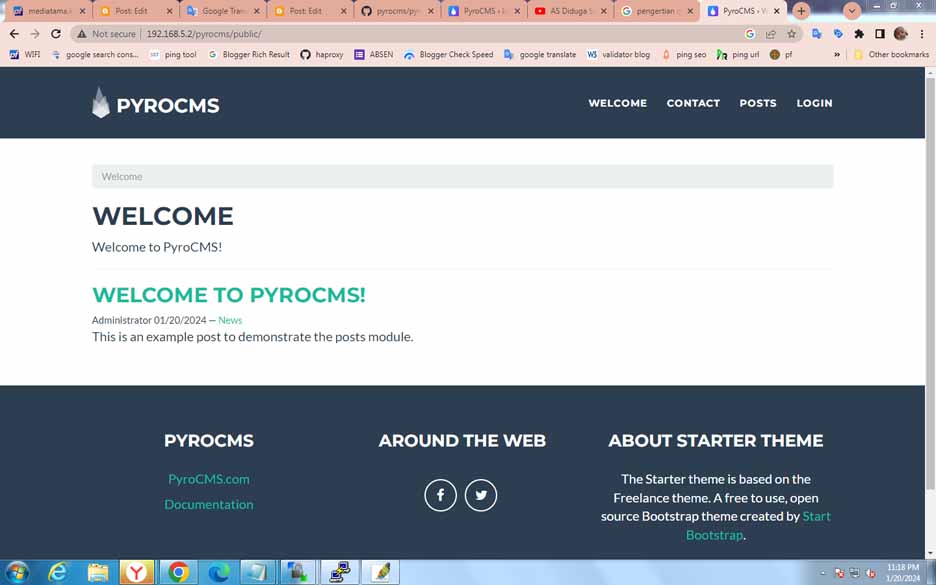 mediatama.
Post: Edit
Google Tran
Post: Edit
pyrocms/py
PyroCMS ›
AS Diduga S
pengertian
PyroCMS › W
Not secure 192.168.5.2/pyrocms/public/
WIFI google search cons... ping tool Blogger Rich Result haproxy ABSEN Blogger Check Speed google translate validator blog ping seo ping url pf » Other bookmarks
PYROCMS WELCOME CONTACT POSTS LOGIN
Welcome
WELCOME
Welcome to PyroCMS!
WELCOME TO PYROCMS!
Administrator 01/20/2024 — News
This is an example post to demonstrate the posts module.
PYROCMS
PyroCMS.com
Documentation
AROUND THE WEB
ABOUT STARTER THEME
The Starter theme is based on the
Freelance theme. A free to use, open
source Bootstrap theme created by Start
Bootstrap.
11:18 PM
1/20/2024